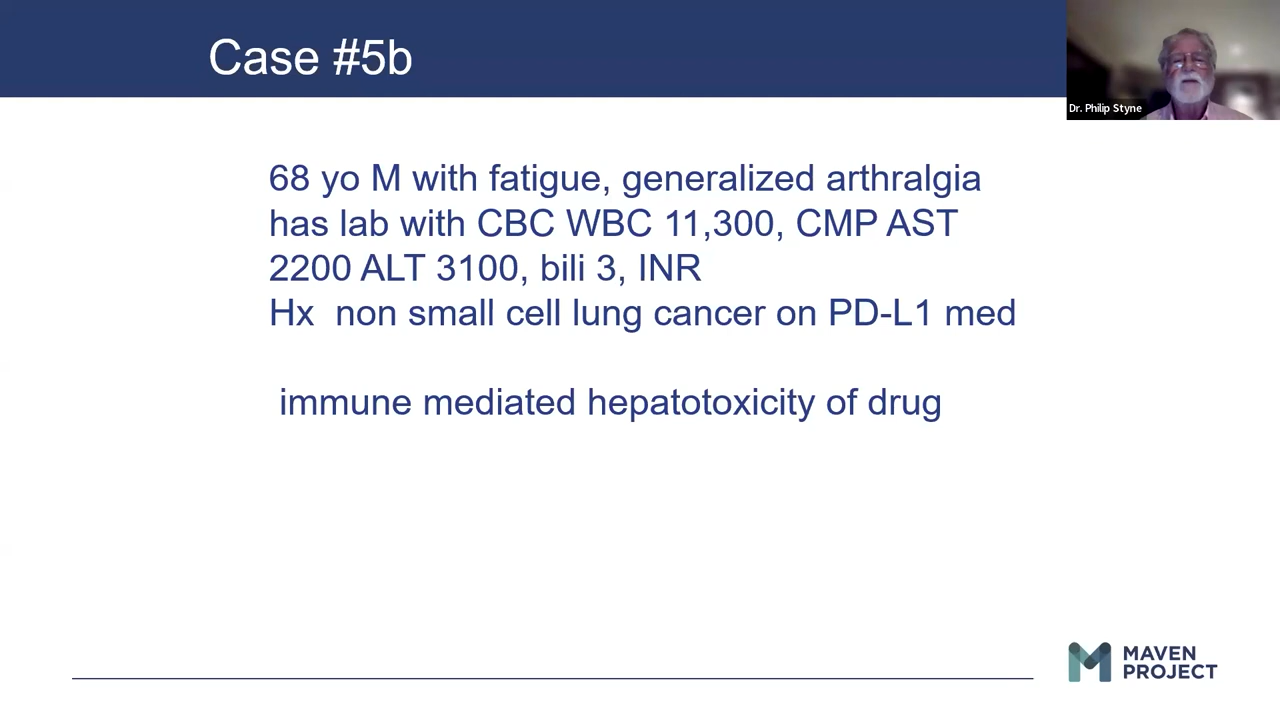 Case #5b
Dr. Philip Styne
68 yo M with fatigue, generalized arthralgia
has lab with CBC WBC 11,300, CMP AST
2200 ALT 3100, bili 3, INR
Hx non small cell lung cancer on PD-L1 med
immune mediated hepatotoxicity of drug
MAVEN
PROJECT